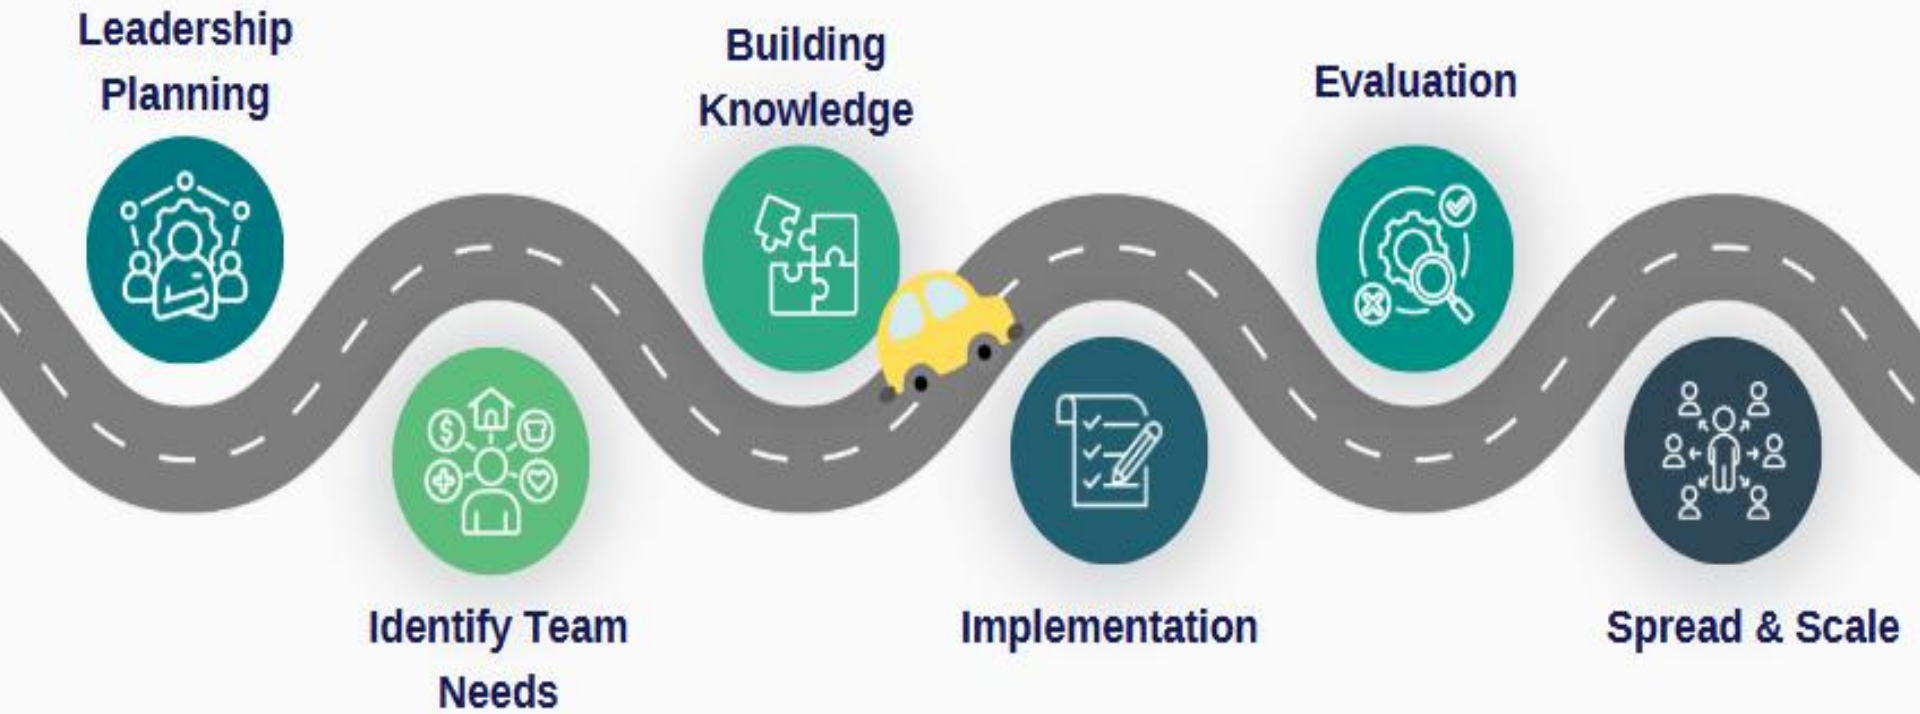 Leadership
Planning
Identify Team
Needs
Building
Knowledge
Implementation
Evaluation
Spread & Scale